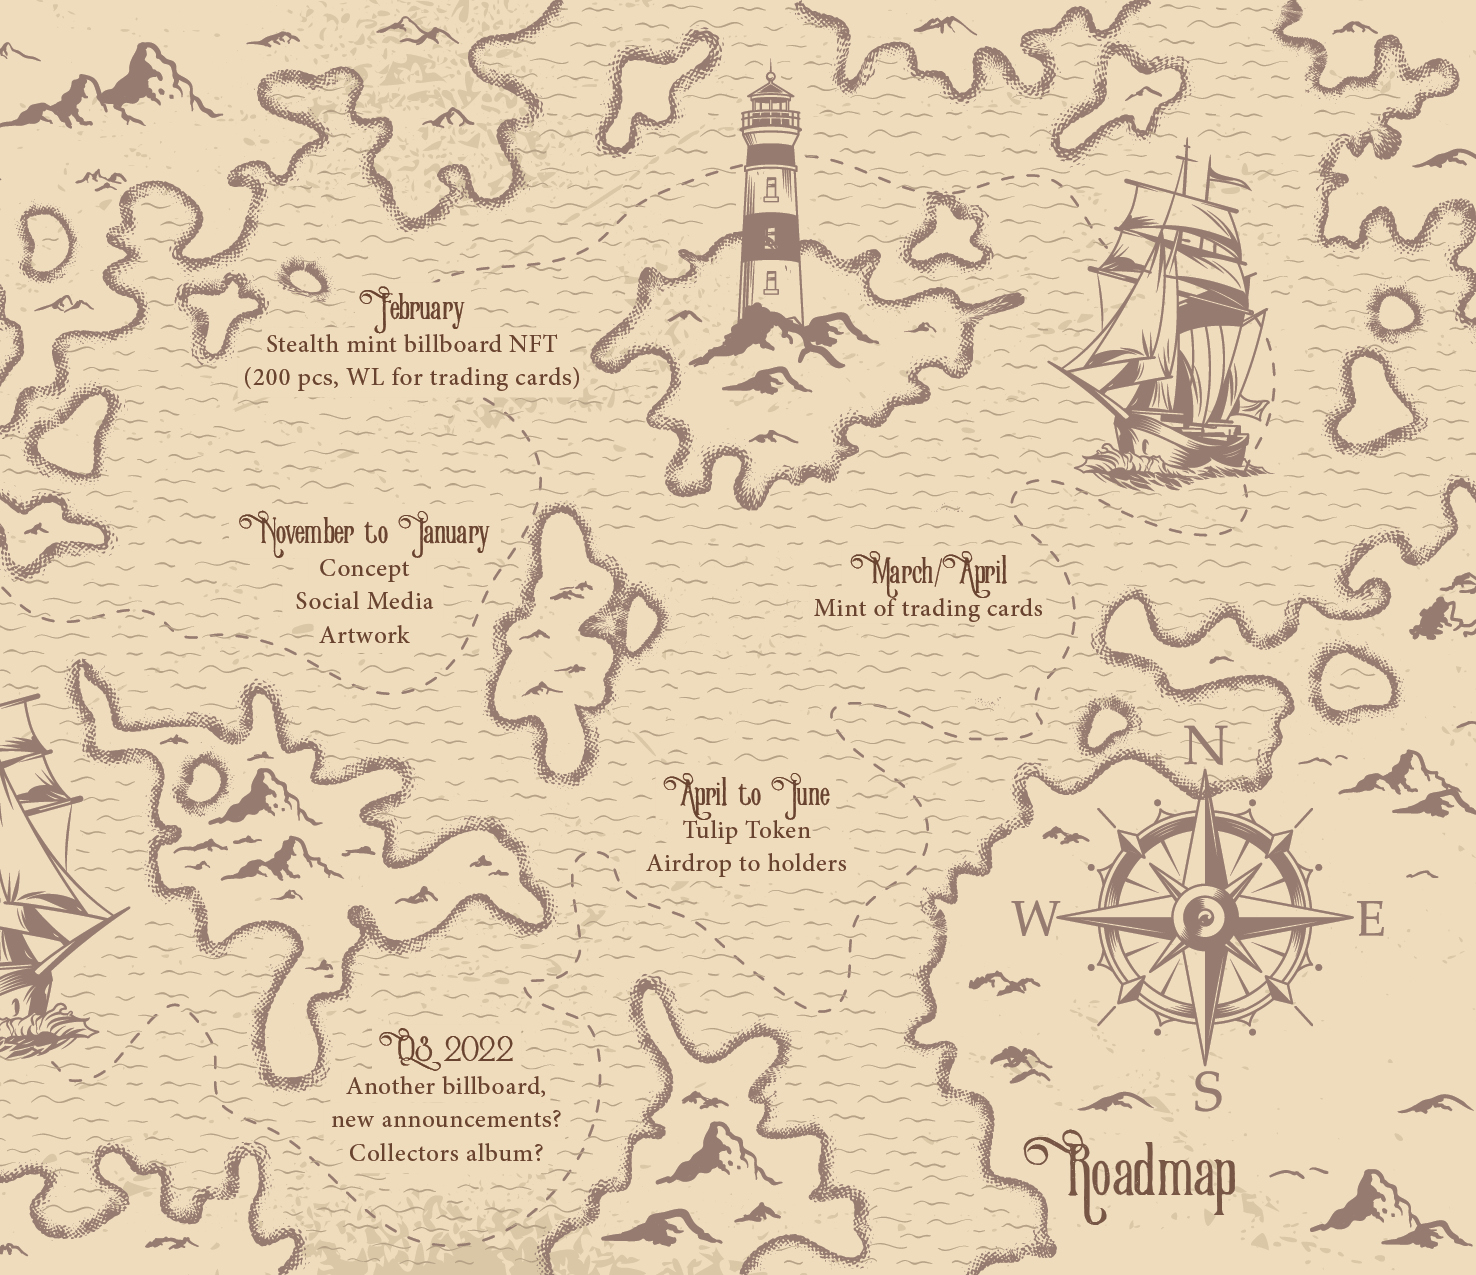 February
Stealth mint billboard NFT
(200 pcs, WL for trading cards)
November to January
Concept
Social Media
Artwork
March/April
Mint of trading cards
April to June
Tulip Token
Airdrop to holders
Q3 2022
Another billboard,
new announcements?
Collectors album?
N
W
E
S
Roadmap